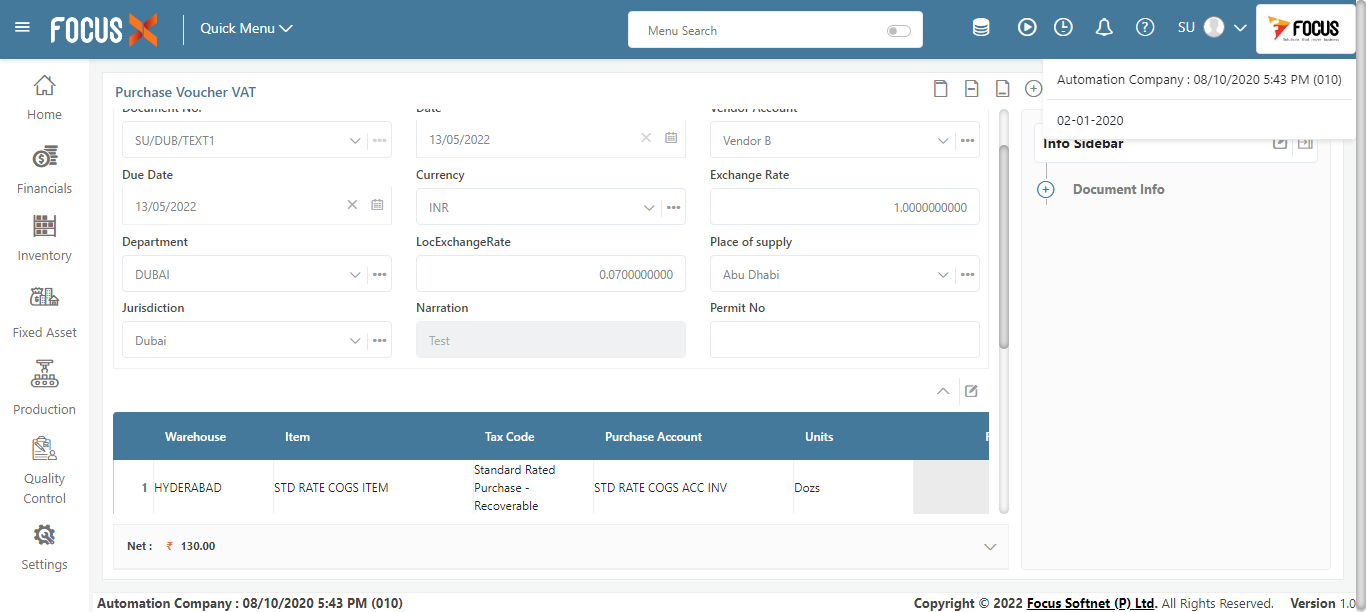 FOCUS X
Quick Menu
Menu Search
SU
FOCUS
Automation Company : 08/10/2020 5:43 PM (010)
02-01-2020
Home
Financials
Inventory
Fixed Asset
Production
Quality
Control
Settings
Purchase Voucher VAT
Document No.
Date
Vendor Account
SU/DUB/TEXT1
13/05/2022
Vendor B
Due Date
Currency
Exchange Rate
13/05/2022
INR
1.0000000000
Department
LocExchangeRate
Place of supply
DUBAI
0.0700000000
Abu Dhabi
Jurisdiction
Narration
Permit No
Dubai
Test
Warehouse
Item
Tax Code
Purchase Account
Units
1
HYDERABAD
STD RATE COGS ITEM
Standard Rated
Purchase -
Recoverable
STD RATE COGS ACC INV
Dozs
Net : ₹ 130.00
Info Sidebar
Document Info
Automation Company : 08/10/2020 5:43 PM (010)
Copyright © 2022 Focus Softnet (P) Ltd. All Rights Reserved. Version 1.0